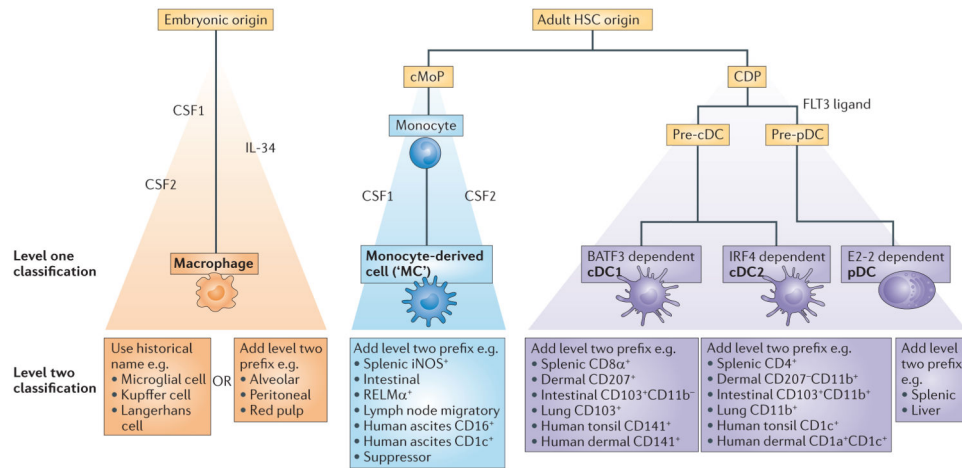 Embryonic origin
Adult HSC origin
cMoP
CDP
CSF1
FLT3 ligand
Monocyte
Pre-cDC
Pre-pDC
IL-34
CSF2
CSF1
CSF2
Level one
classification
Macrophage
Monocyte-derived
cell (‘MC’)
BATF3 dependent
cDC1
IRF4 dependent
cDC2
E2-2 dependent
pDC
Level two
classification
Use historical
name e.g.
• Microglial cell
• Kupffer cell
• Langerhans
cell
OR
Add level two
prefix e.g.
• Alveolar
• Peritoneal
• Red pulp
Add level two prefix e.g.
• Splenic iNOS⁺
• Intestinal
• RELMα⁺
• Lymph node migratory
• Human ascites CD16⁺
• Human ascites CD1c⁺
• Suppressor
Add level two prefix e.g.
• Splenic CD8α⁺
• Dermal CD207⁺
• Intestinal CD103⁺CD11b⁻
• Lung CD103⁺
• Human tonsil CD141⁺
• Human dermal CD141⁺
Add level two prefix e.g.
• Splenic CD4⁺
• Dermal CD207⁻CD11b⁺
• Intestinal CD103⁺CD11b⁺
• Lung CD11b⁺
• Human tonsil CD1c⁺
• Human dermal CD1a⁺CD1c⁺
Add level
two prefix
e.g.
• Splenic
• Liver